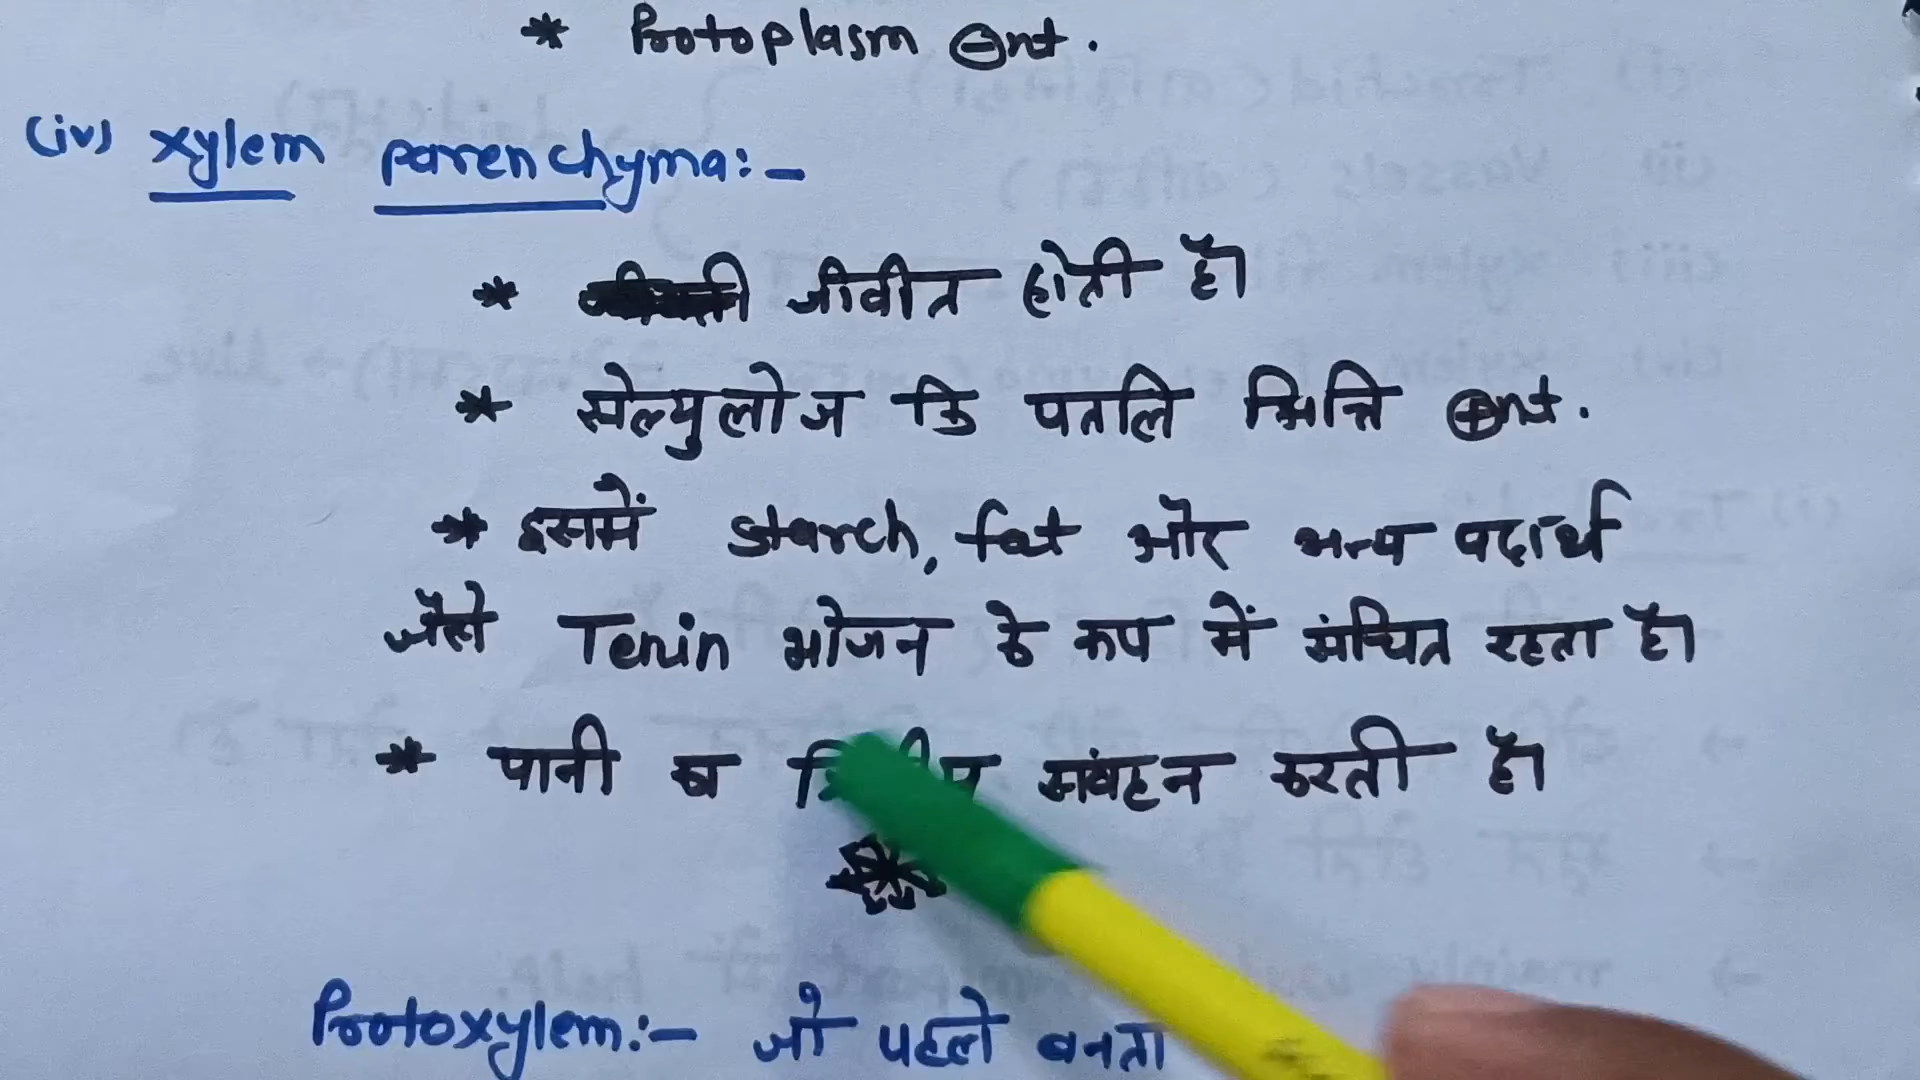 * Protoplasm ⊖nt.
(iv) xylem parenchyma:-
* जीवीत होती है।
* सेल्युलोज कि पतलि भित्ति ⊕nt.
* इसमें starch, fat और अन्य पदार्थ
जैसे Tenin भोजन के रूप में संचित रहता है।
* पानी का संवहन करती है।
Protoxylem:- जो पहले बनता